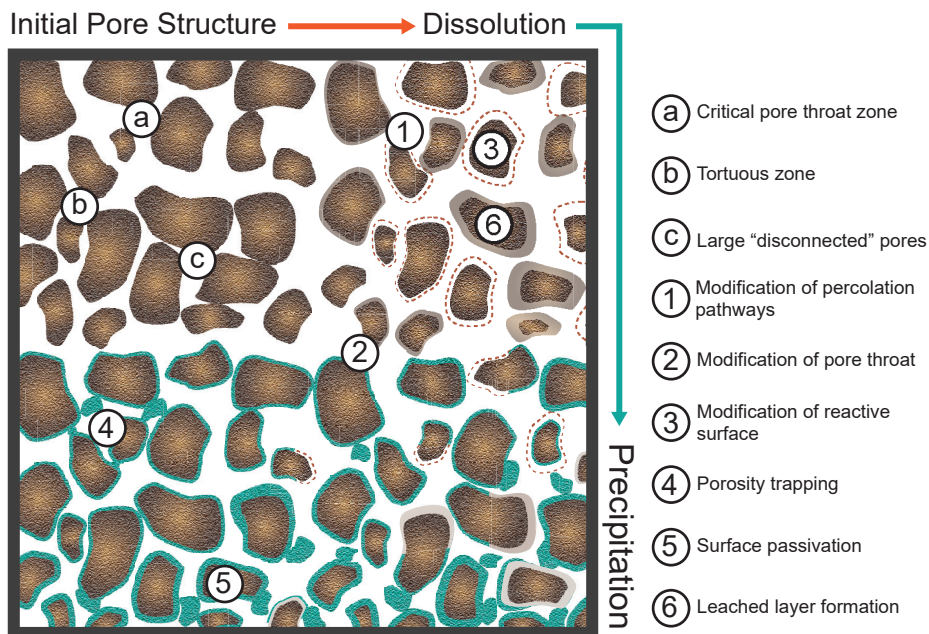 Initial Pore Structure
Dissolution
a
1
3
b
6
c
2
4
5
Precipitation
a Critical pore throat zone
b Tortuous zone
c Large “disconnected” pores
1 Modification of percolation
pathways
2 Modification of pore throat
3 Modification of reactive
surface
4 Porosity trapping
5 Surface passivation
6 Leached layer formation